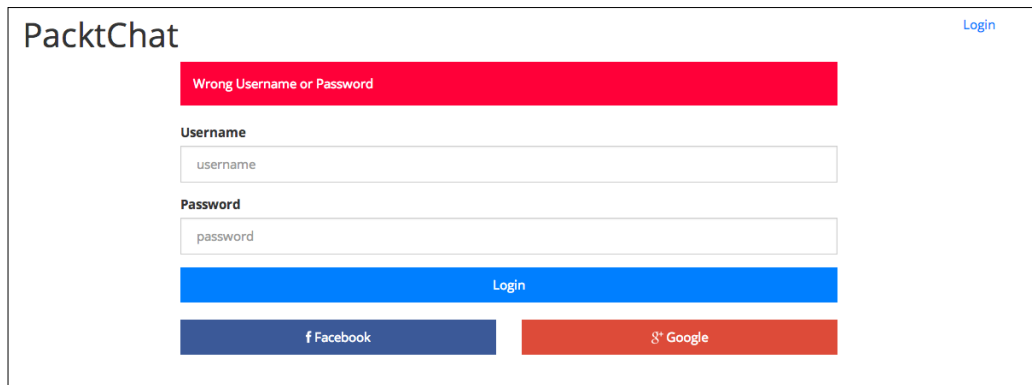 PacktChat
Login
Wrong Username or Password
Username
username
Password
password
Login
f Facebook
g+ Google